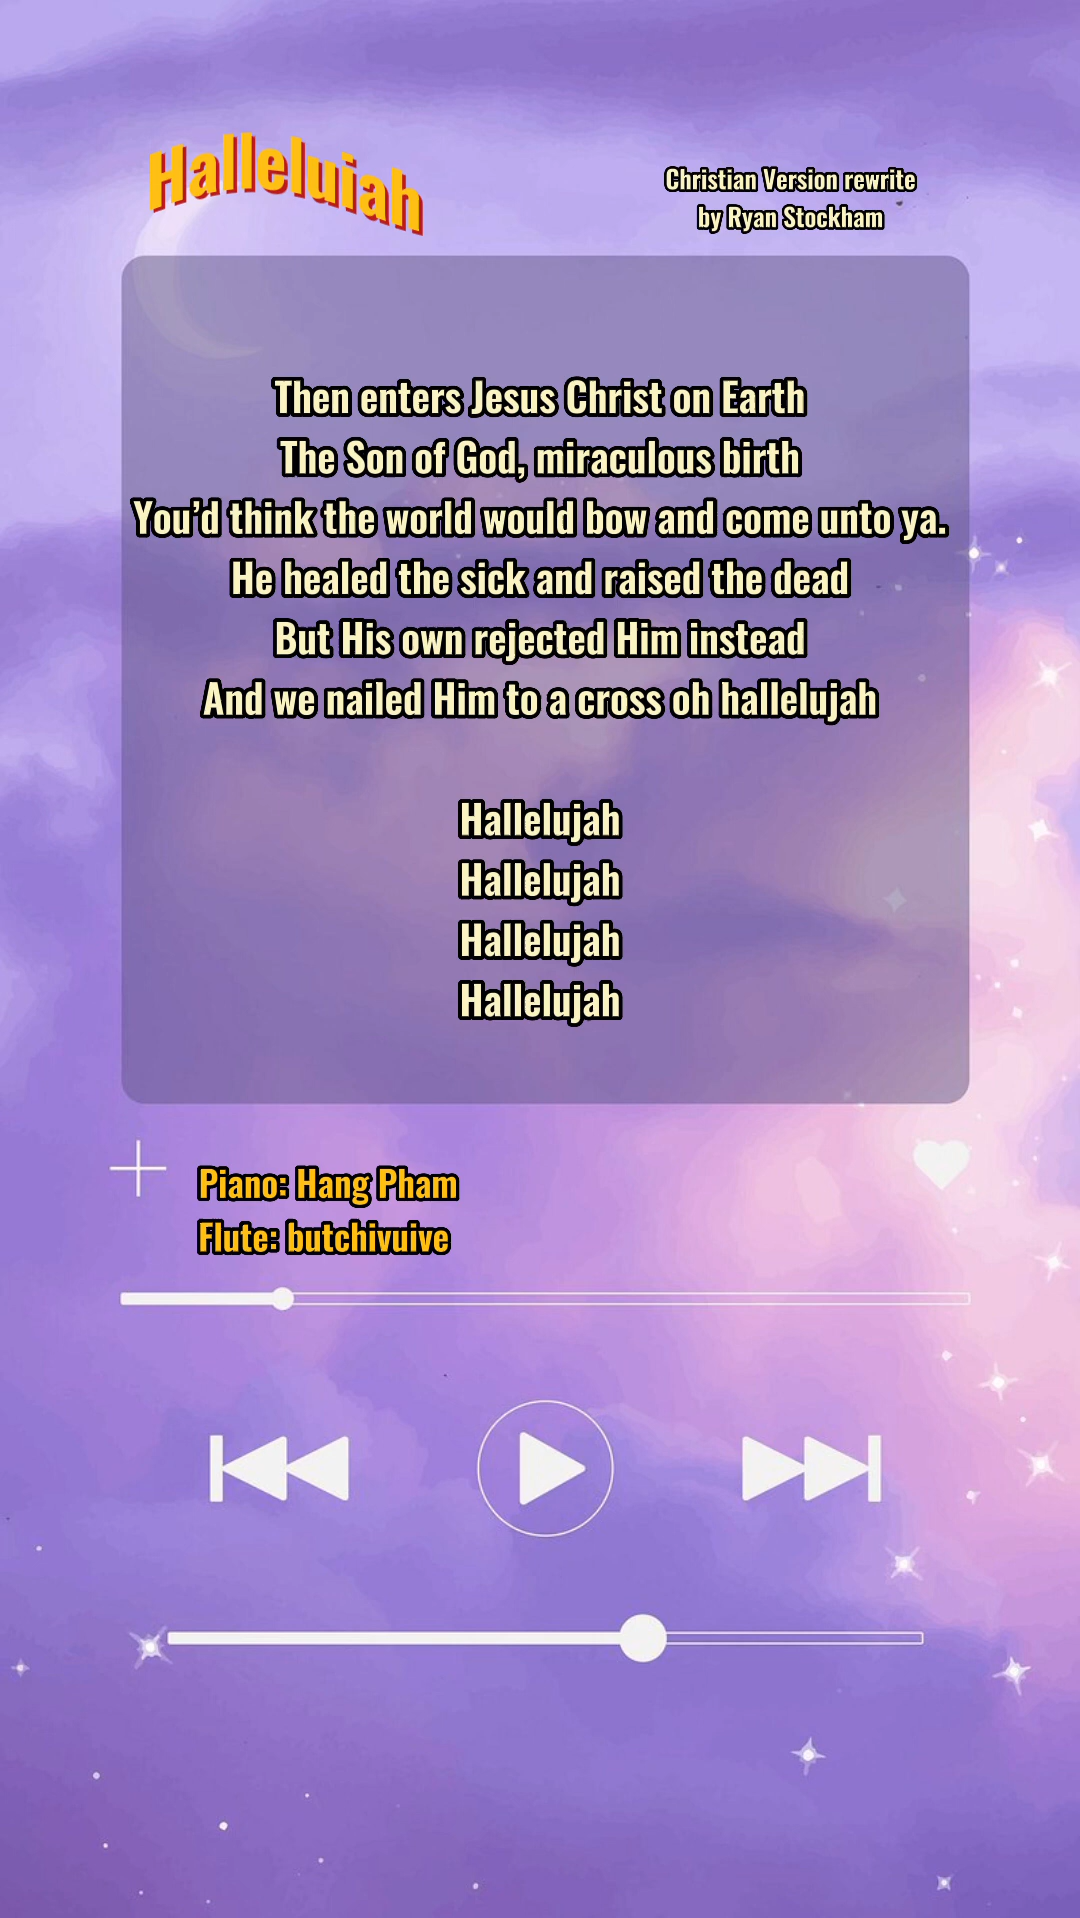 Hallelujah
Christian Version rewrite
by Ryan Stockham
Then enters Jesus Christ on Earth
The Son of God, miraculous birth
You’d think the world would bow and come unto ya.
He healed the sick and raised the dead
But His own rejected Him instead
And we nailed Him to a cross oh hallelujah
Hallelujah
Hallelujah
Hallelujah
Hallelujah
Piano: Hang Pham
Flute: butchivuive